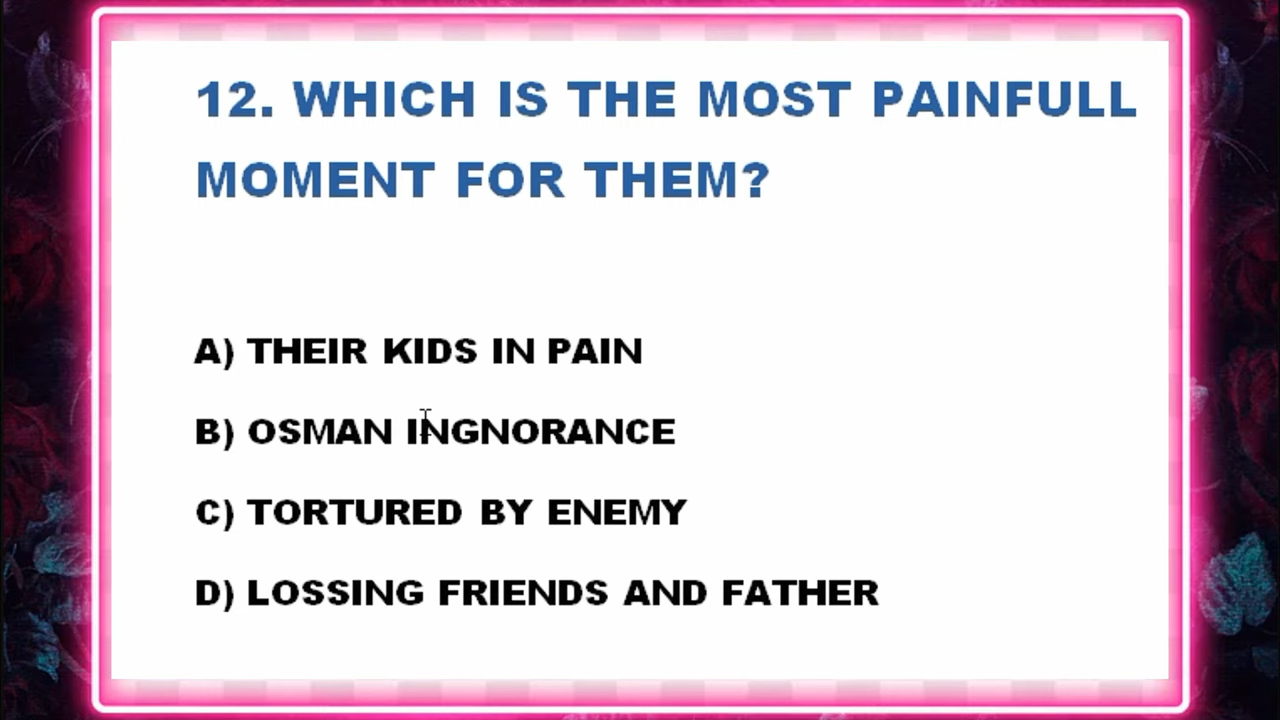 12. WHICH IS THE MOST PAINFULL
MOMENT FOR THEM?
A) THEIR KIDS IN PAIN
B) OSMAN INGNORANCE
C) TORTURED BY ENEMY
D) LOSSING FRIENDS AND FATHER